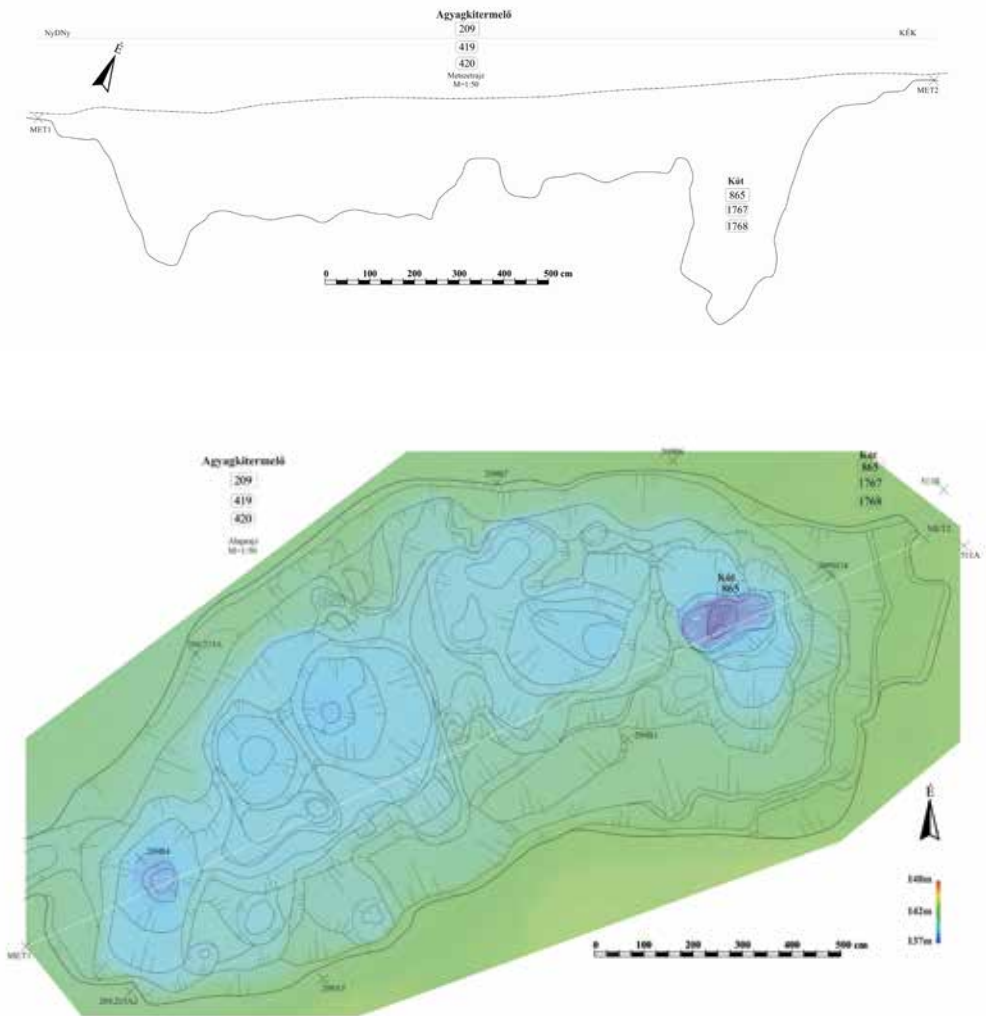 Agyagkitermelő
NyDNy
209
KÉK
É
419
420
Metszetrajz
M=1:50
MET1
MET2
Kút
865
1767
1768
0 100 200 300 400 500 cm
Agyagkitermelő
209
419
420
Alaprajz
M=1:50
Kút
865
1767
1768
MET2
511A
Kút
865
É
140m
142m
137m
0 100 200 300 400 500 cm
MET1